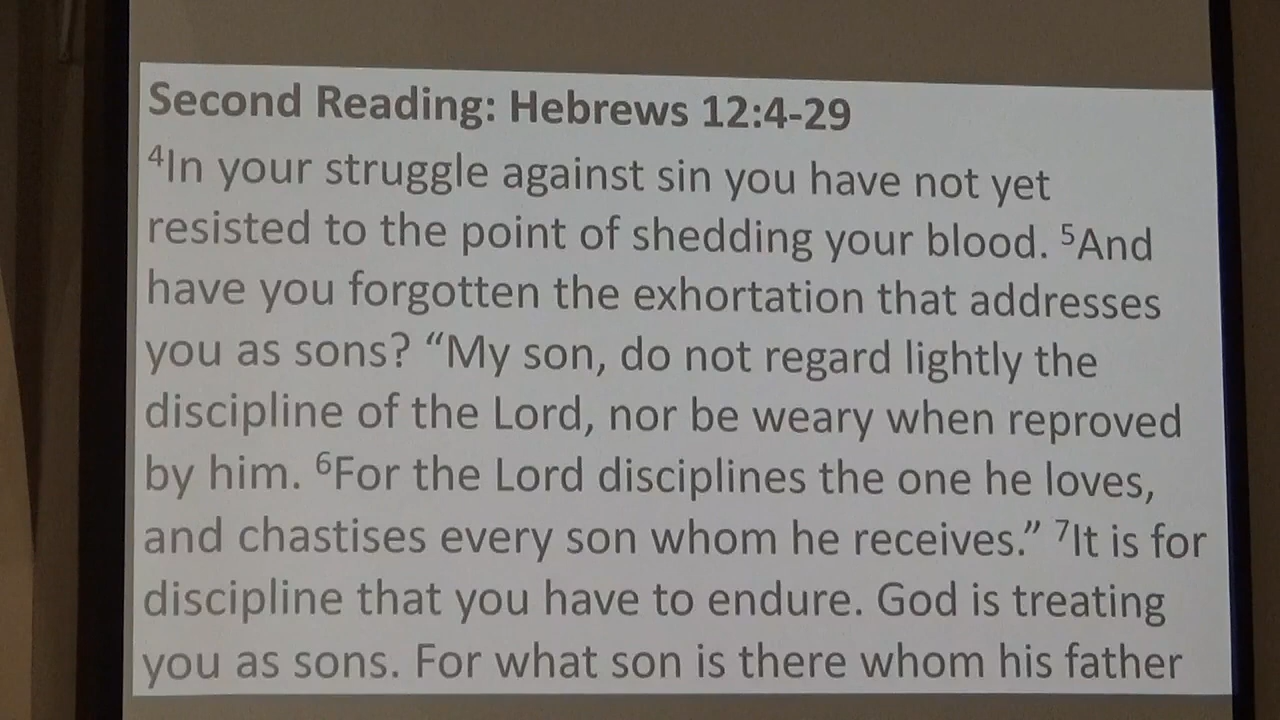 Second Reading: Hebrews 12:4-29
⁴In your struggle against sin you have not yet
resisted to the point of shedding your blood. ⁵And
have you forgotten the exhortation that addresses
you as sons? “My son, do not regard lightly the
discipline of the Lord, nor be weary when reproved
by him. ⁶For the Lord disciplines the one he loves,
and chastises every son whom he receives.” ⁷It is for
discipline that you have to endure. God is treating
you as sons. For what son is there whom his father